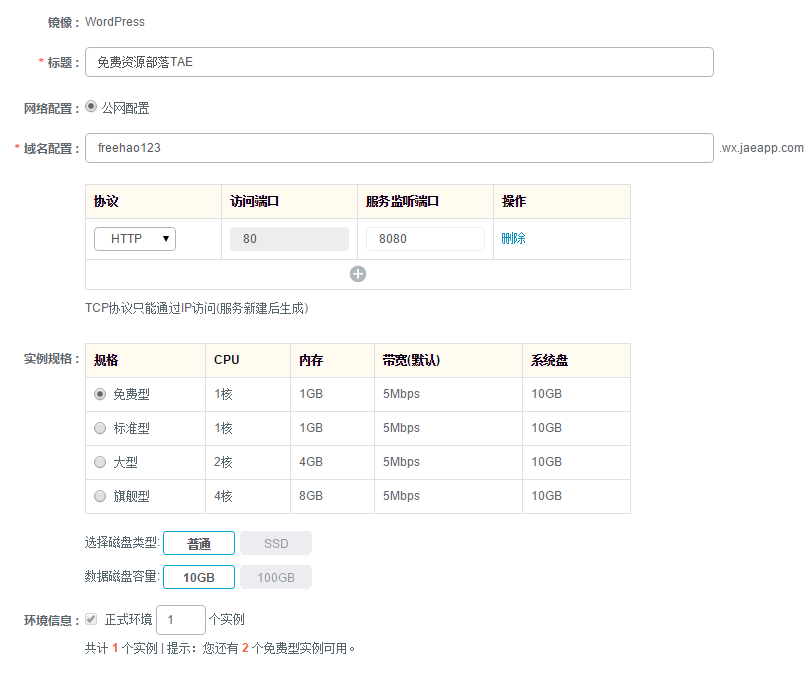 镜像：WordPress
* 标题：免费资源部落TAE
网络配置：公网配置
* 域名配置：freehao123 .wx.jaeapp.com
协议 访问端口 服务监听端口 操作
HTTP 80 8080 删除
TCP协议只能通过IP访问(服务新建后生成)
实例规格：规格 CPU 内存 带宽(默认) 系统盘
免费型 1核 1GB 5Mbps 10GB
标准型 1核 1GB 5Mbps 10GB
大型 2核 4GB 5Mbps 10GB
旗舰型 4核 8GB 5Mbps 10GB
选择磁盘类型: 普通 SSD
数据磁盘容量: 10GB 100GB
环境信息：正式环境 1 个实例
共计 1 个实例 | 提示：您还有 2 个免费型实例可用。